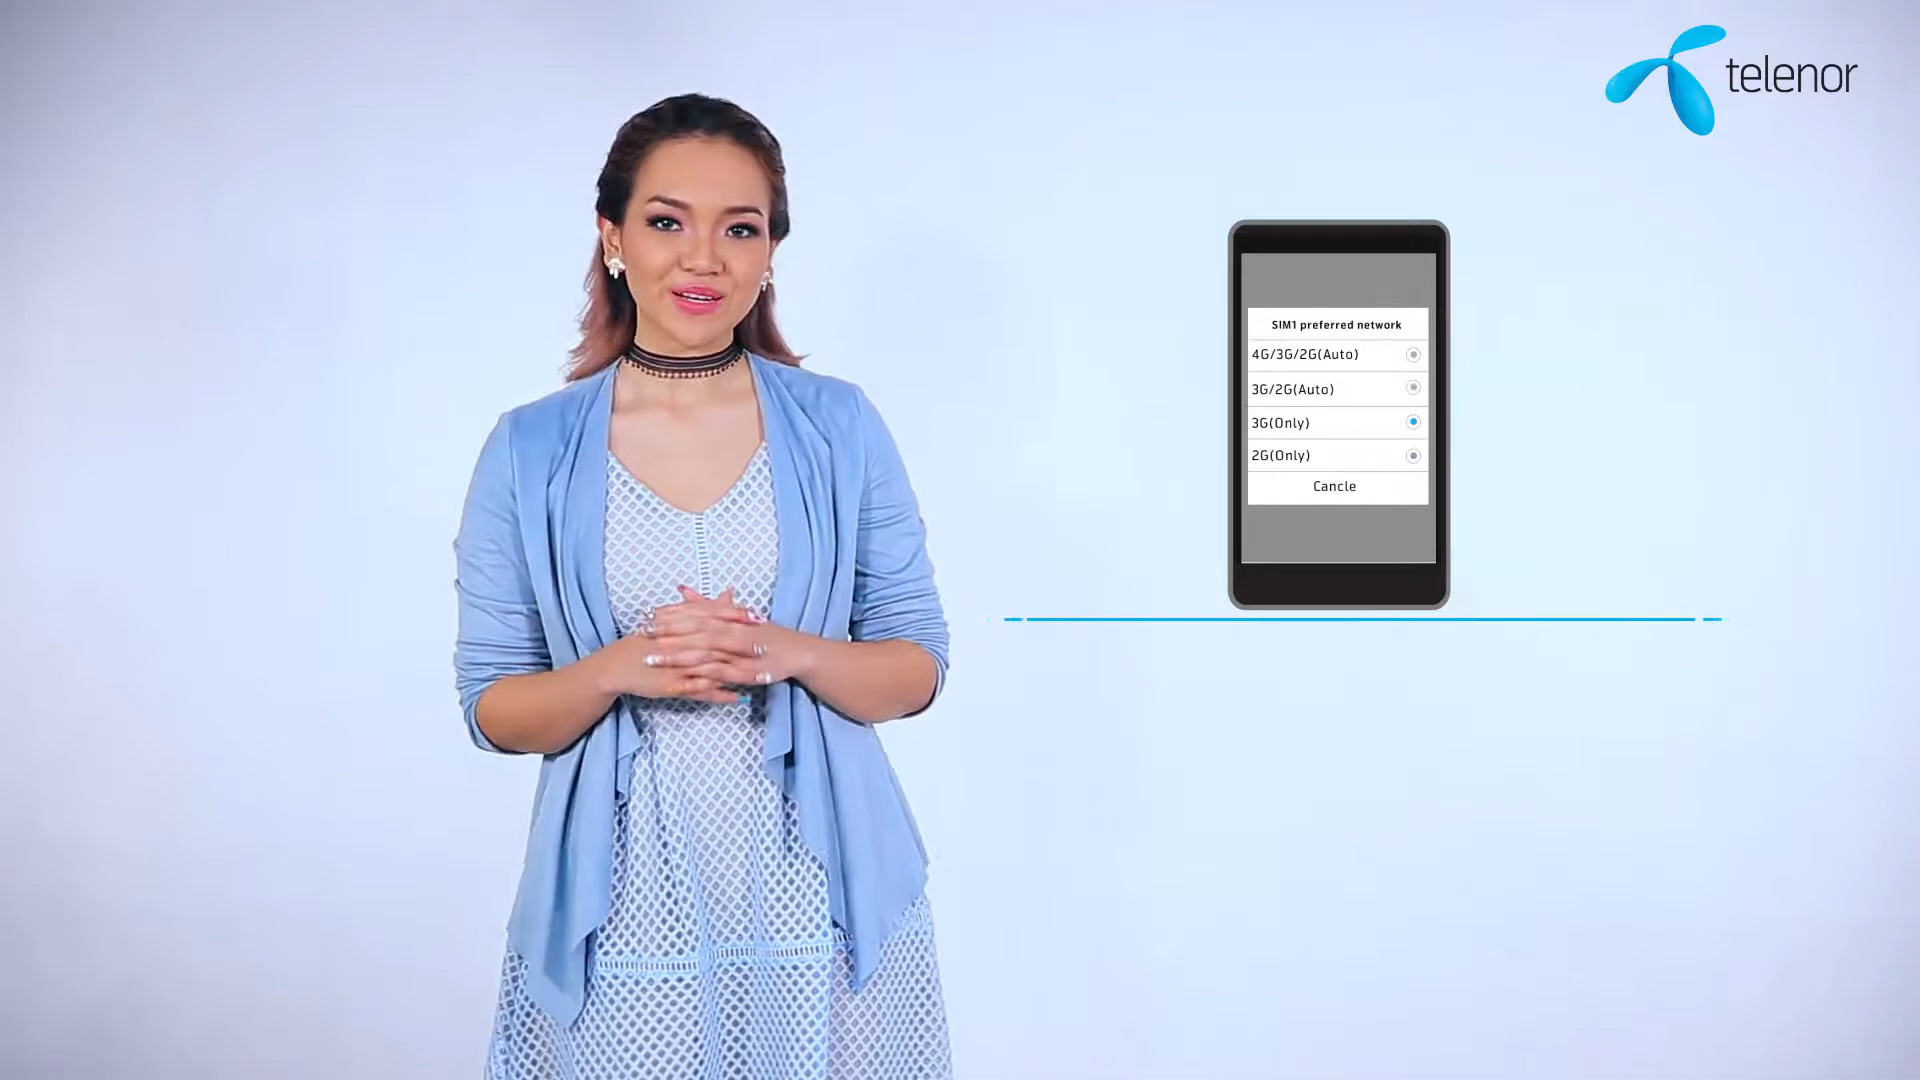 telenor
SIM1 preferred network
4G/3G/2G(Auto)
3G/2G(Auto)
3G(Only)
2G(Only)
Cancle